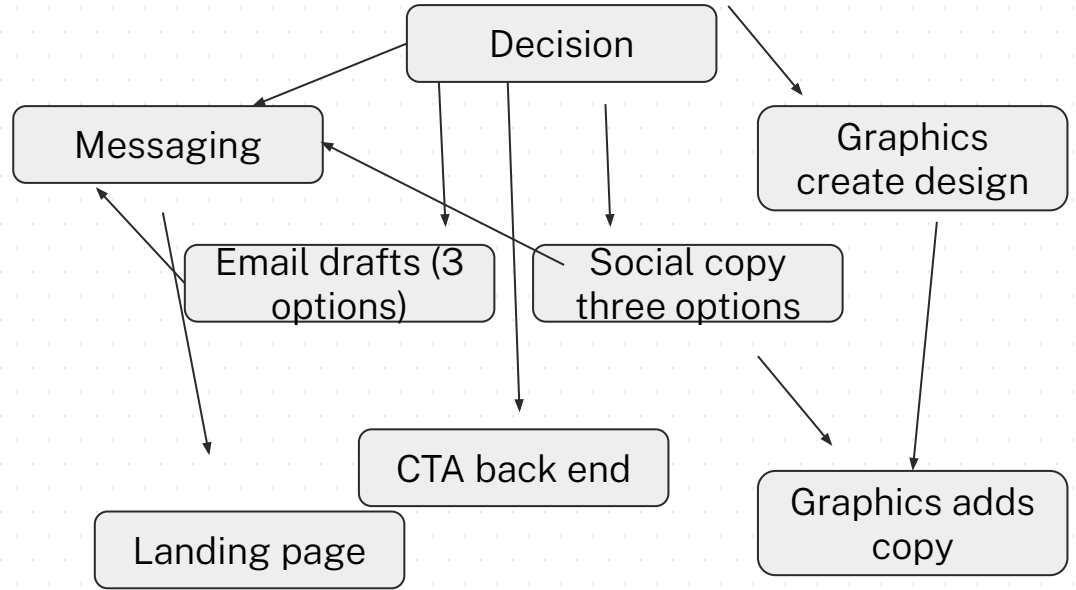 Decision
Messaging
Graphics
create design
Email drafts (3
options)
Social copy
three options
CTA back end
Landing page
Graphics adds
copy